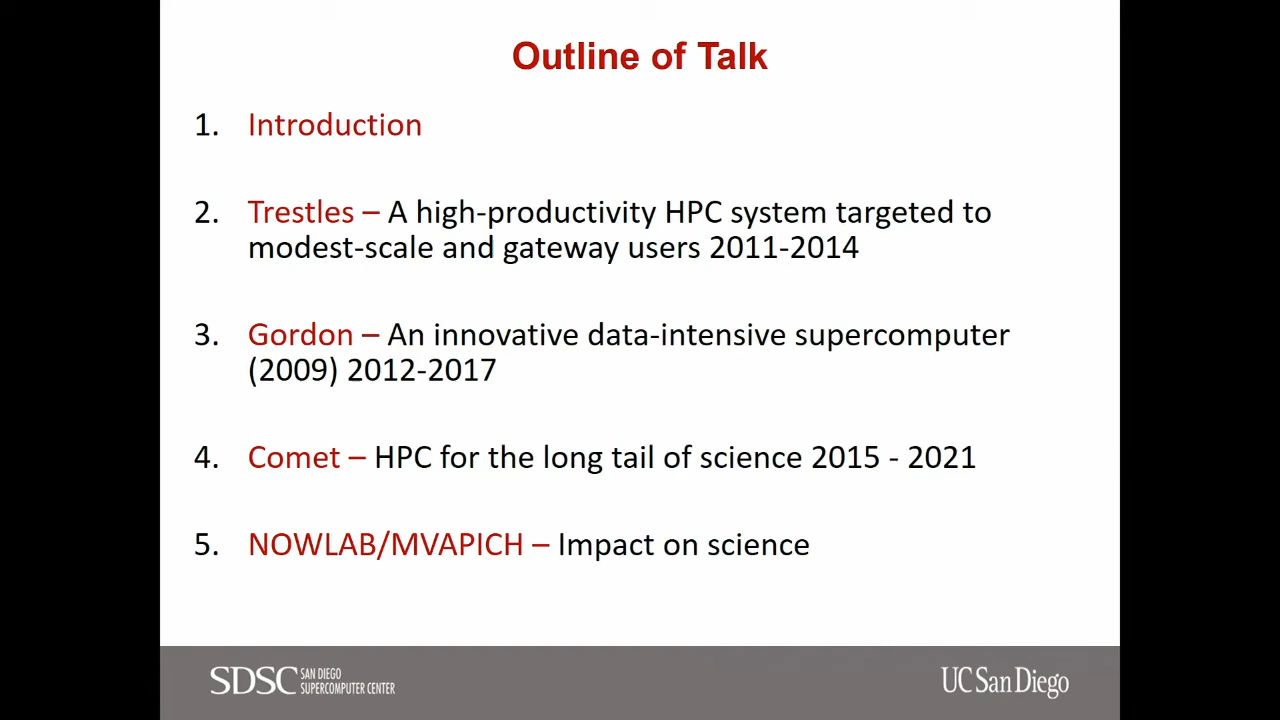 Outline of Talk
1. Introduction
2. Trestles – A high-productivity HPC system targeted to
modest-scale and gateway users 2011-2014
3. Gordon – An innovative data-intensive supercomputer
(2009) 2012-2017
4. Comet – HPC for the long tail of science 2015 - 2021
5. NOWLAB/MVAPICH – Impact on science
SDSC SAN DIEGO
SUPERCOMPUTER CENTER
UC San Diego